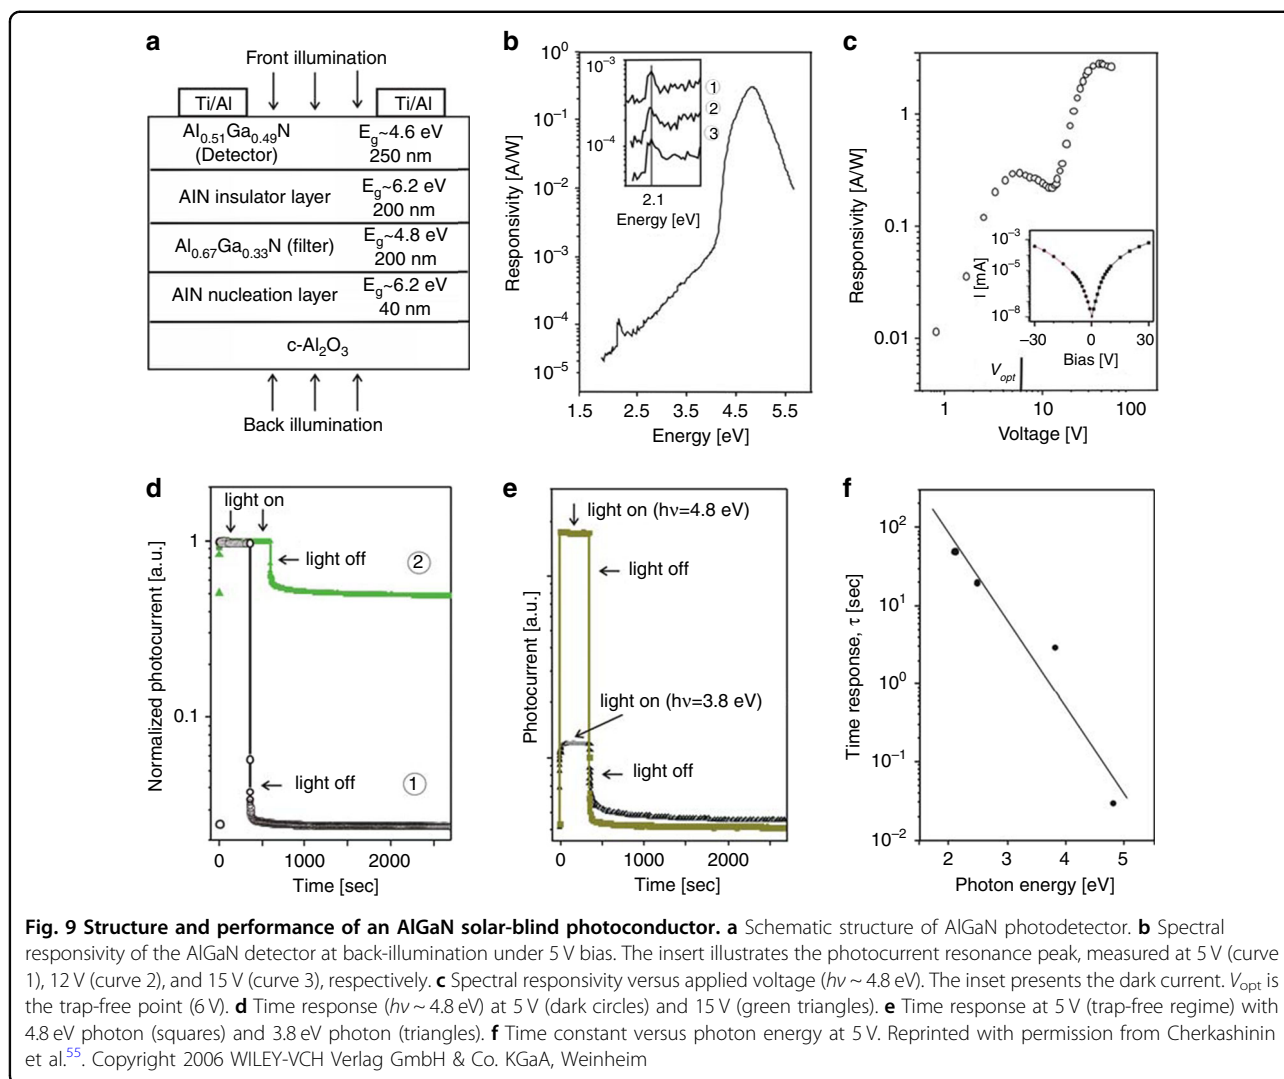 a
Front illumination
Ti/Al Ti/Al
Al0.51Ga0.49N
(Detector)
Eg~4.6 eV
250 nm
AIN insulator layer
Eg~6.2 eV
200 nm
Al0.67Ga0.33N (filter)
Eg~4.8 eV
200 nm
AIN nucleation layer
Eg~6.2 eV
40 nm
c-Al2O3
Back illumination
b
Responsivity [A/W]
10^0
10^−1
10^−2
10^−3
10^−4
10^−5
1.5 2.5 3.5 4.5 5.5
Energy [eV]
10^−3
10^−4
1
2
3
2.1
Energy [eV]
c
Responsivity [A/W]
1
0.1
0.01
Vopt
1 10 100
Voltage [V]
I [mA]
10^−3
10^−5
10^−8
−30 0 30
Bias [V]
d
light on
Normalized photocurrent [a.u.]
1
0.1
light off
2
light off
1
0 1000 2000
Time [sec]
e
light on (hν=4.8 eV)
light off
Photocurrent [a.u.]
light on (hν=3.8 eV)
light off
0 1000 2000
Time [sec]
f
Time response, τ [sec]
10^2
10^1
10^0
10^−1
10^−2
2 3 4 5
Photon energy [eV]
Fig. 9 Structure and performance of an AlGaN solar-blind photoconductor. a Schematic structure of AlGaN photodetector. b Spectral
responsivity of the AlGaN detector at back-illumination under 5 V bias. The insert illustrates the photocurrent resonance peak, measured at 5 V (curve
1), 12 V (curve 2), and 15 V (curve 3), respectively. c Spectral responsivity versus applied voltage (hν ~ 4.8 eV). The inset presents the dark current. Vopt is
the trap-free point (6 V). d Time response (hν ~ 4.8 eV) at 5 V (dark circles) and 15 V (green triangles). e Time response at 5 V (trap-free regime) with
4.8 eV photon (squares) and 3.8 eV photon (triangles). f Time constant versus photon energy at 5 V. Reprinted with permission from Cherkashinin
et al.55. Copyright 2006 WILEY-VCH Verlag GmbH & Co. KGaA, Weinheim